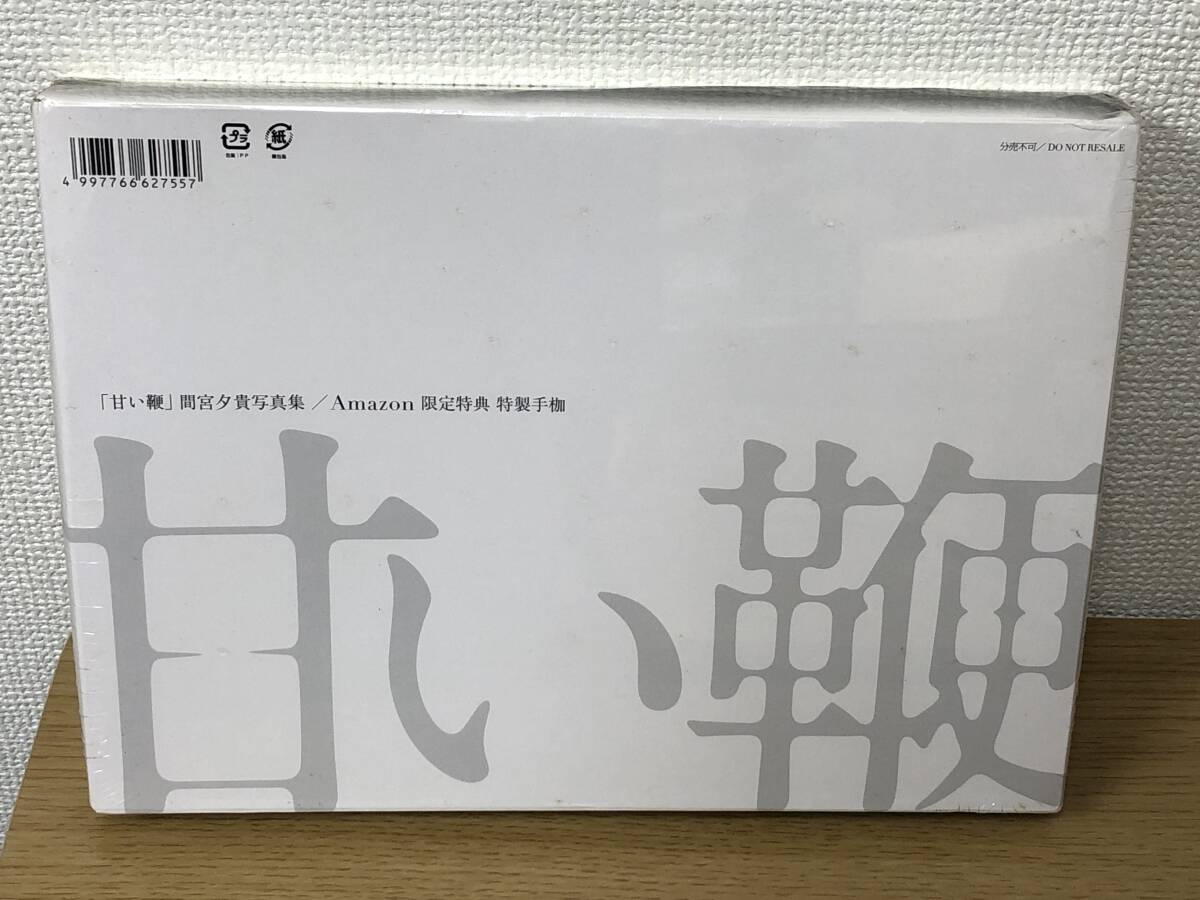 4 997766 627557
プラ
紙
分売不可／DO NOT RESALE
「甘い鞭」間宮夕貴写真集 ／Amazon 限定特典 特製手枷
甘い鞭